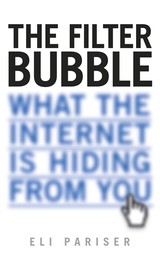 THE FILTER
BUBBLE
WHAT THE
INTERNET
IS HIDING
FROM YOU
ELI PARISER